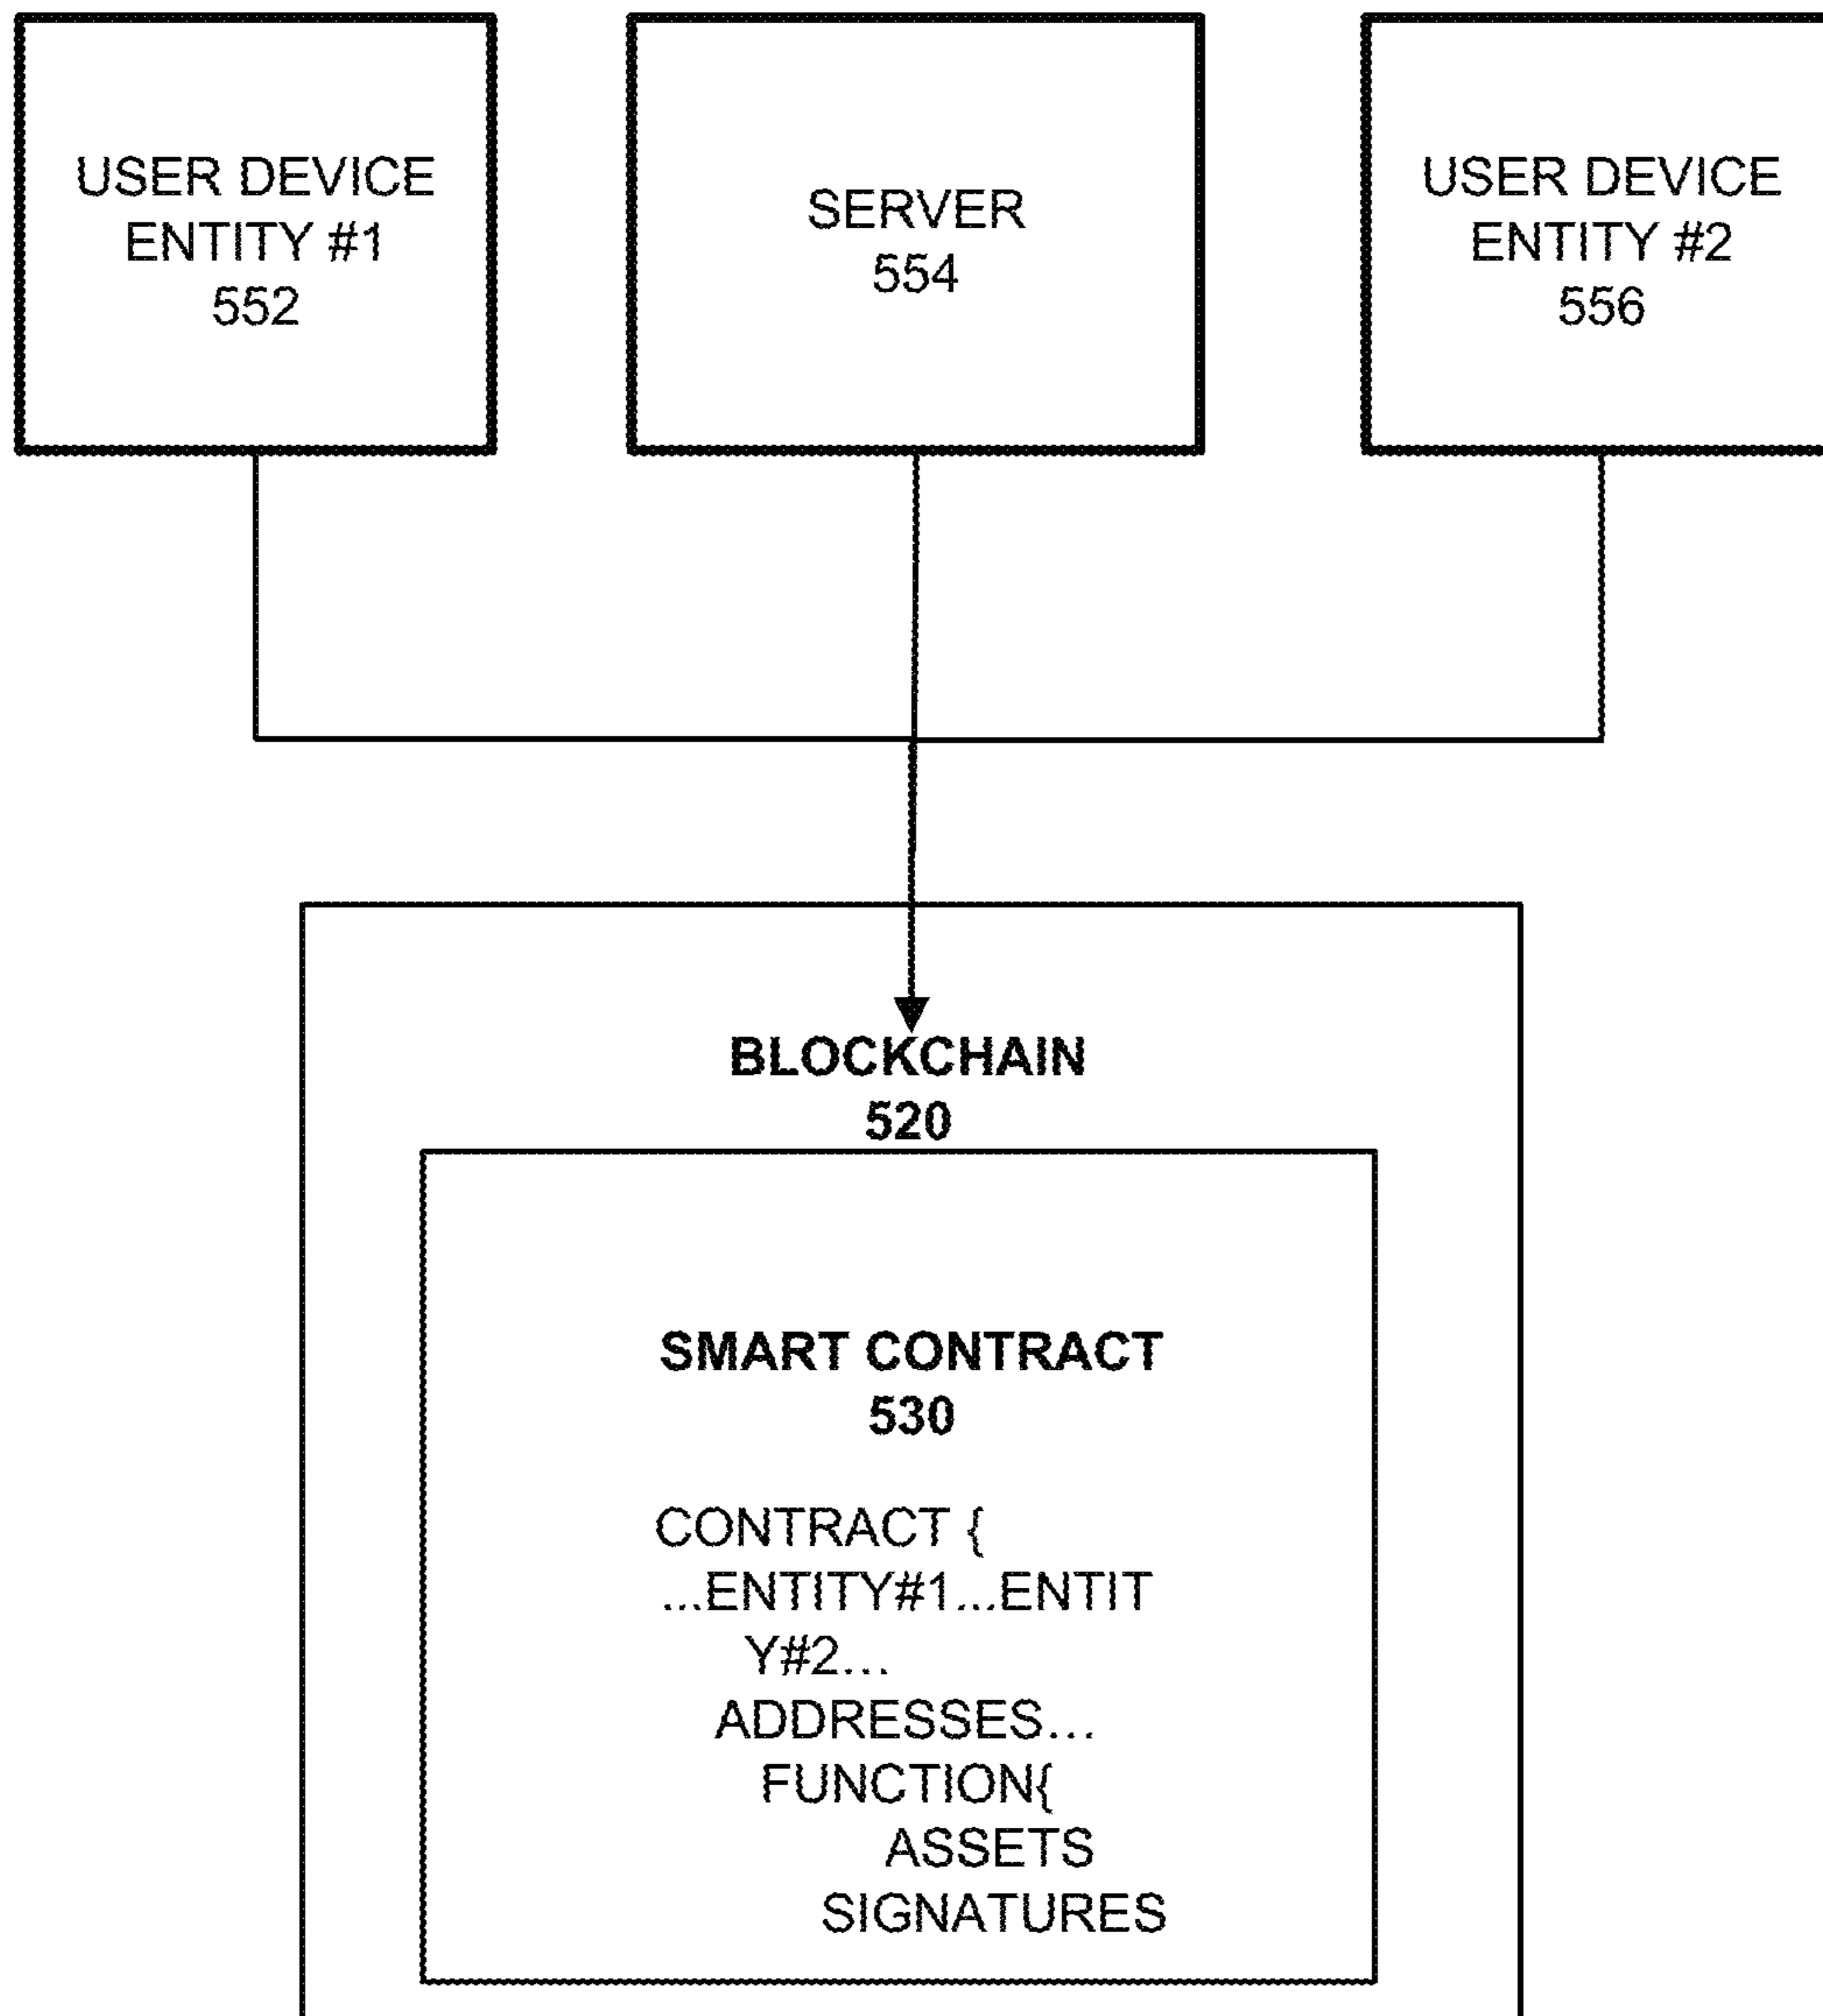 USER DEVICE
ENTITY #1
552
SERVER
554
USER DEVICE
ENTITY #2
556
BLOCKCHAIN
520
SMART CONTRACT
530
CONTRACT {
...ENTITY#1...ENTIT
Y#2...
ADDRESSES...
FUNCTION{
ASSETS
SIGNATURES